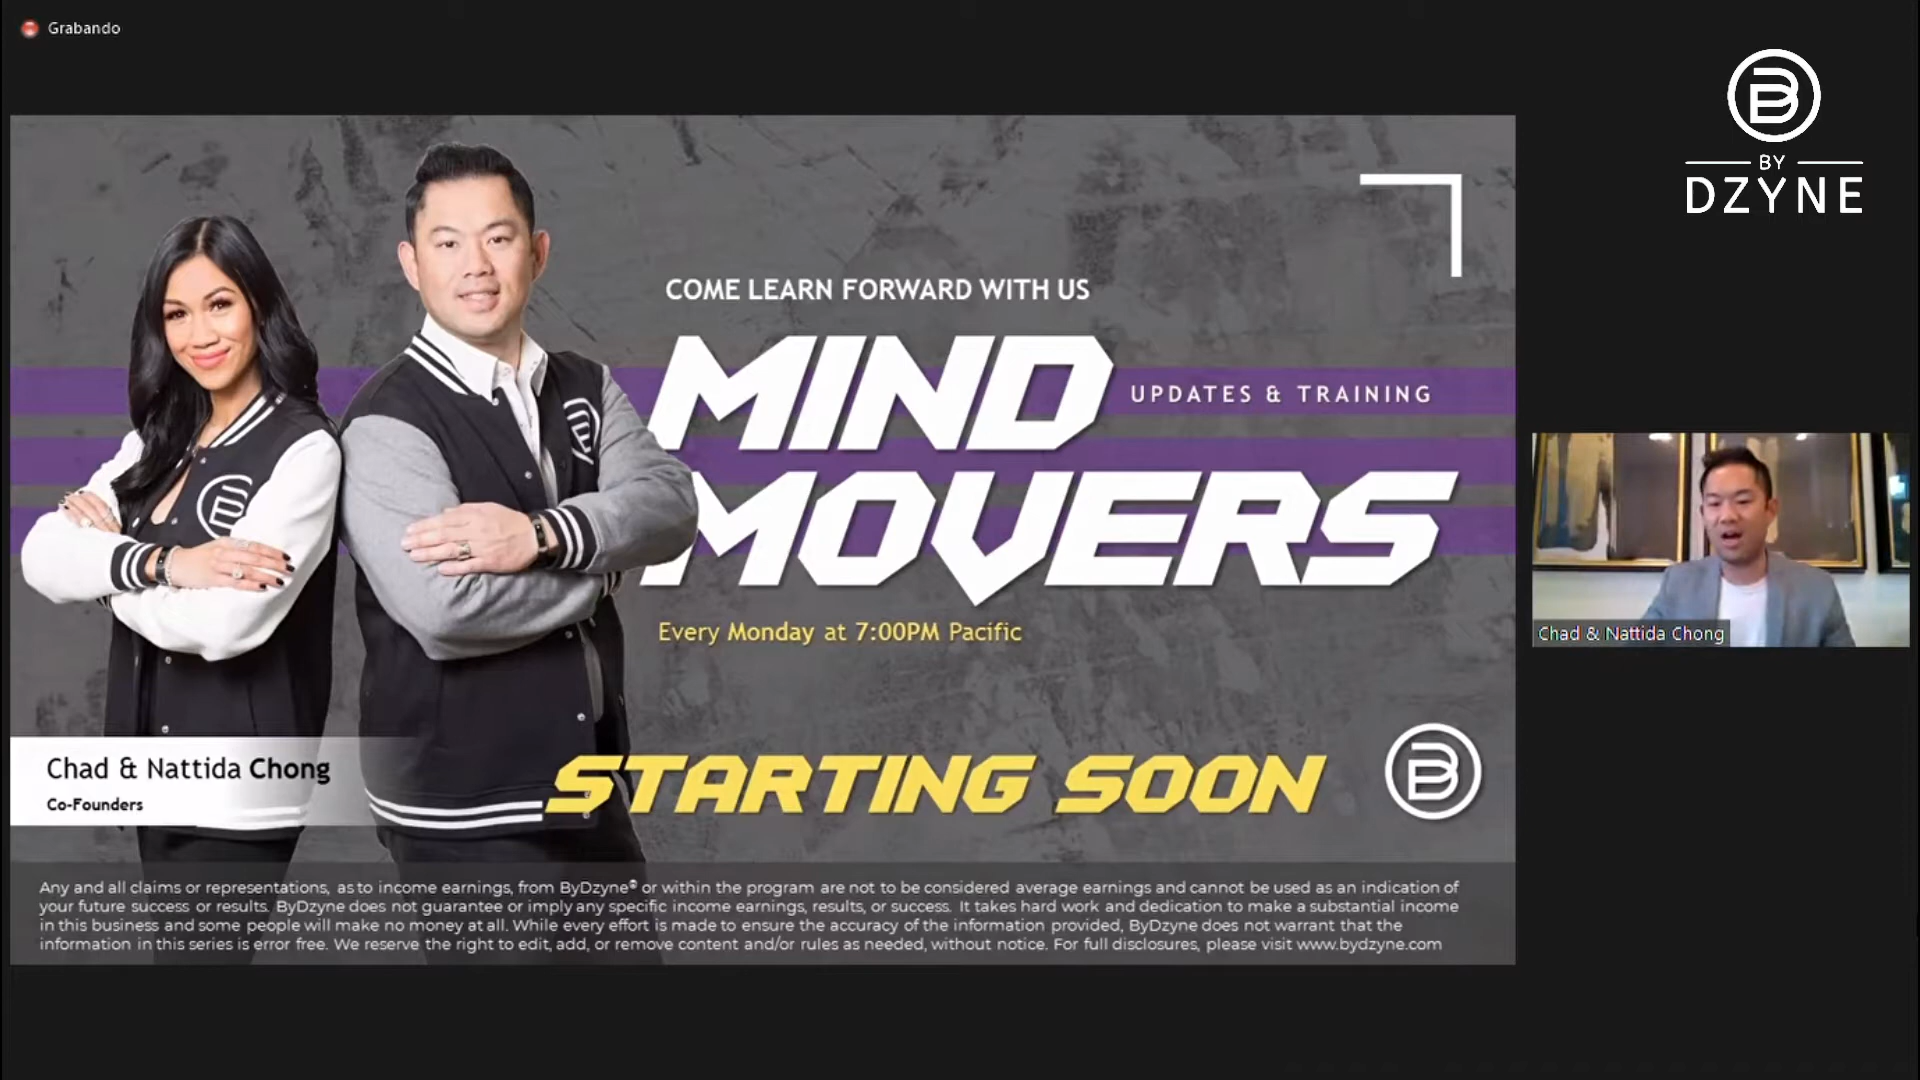 Grabando
BY
DZYNE
COME LEARN FORWARD WITH US
MIND
UPDATES & TRAINING
MOVERS
Every Monday at 7:00PM Pacific
Chad & Nattida Chong
Chad & Nattida Chong
Co-Founders
STARTING SOON
Any and all claims or representations, as to income earnings, from ByDzyne® or within the program are not to be considered average earnings and cannot be used as an indication of
your future success or results. ByDzyne does not guarantee or imply any specific income earnings, results, or success. It takes hard work and dedication to make a substantial income
in this business and some people will make no money at all. While every effort is made to ensure the accuracy of the information provided, ByDzyne does not warrant that the
information in this series is error free. We reserve the right to edit, add, or remove content and/or rules as needed, without notice. For full disclosures, please visit www.bydzyne.com